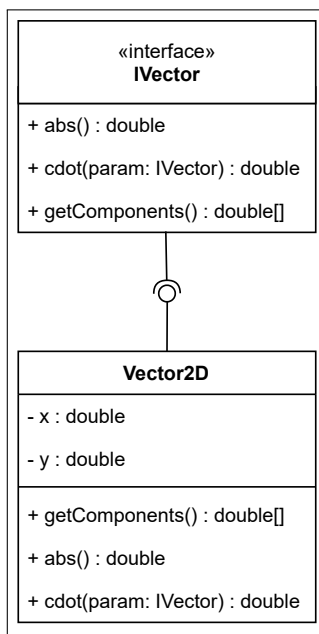 «interface»
IVector
+ abs() : double
+ cdot(param: IVector) : double
+ getComponents() : double[]
Vector2D
- x : double
- y : double
+ getComponents() : double[]
+ abs() : double
+ cdot(param: IVector) : double